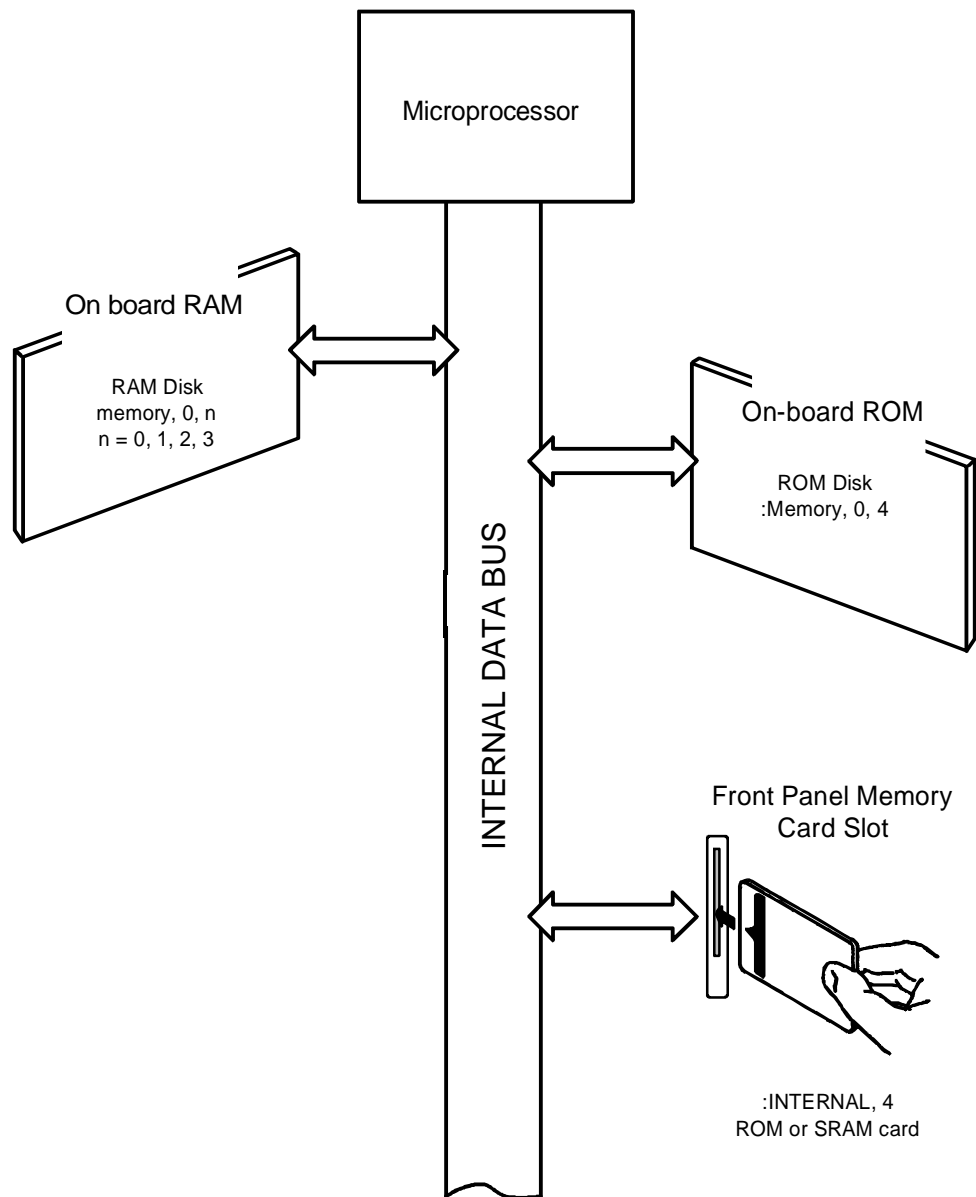 Microprocessor
On board RAM
RAM Disk
memory, 0, n
n = 0, 1, 2, 3
On-board ROM
ROM Disk
:Memory, 0, 4
INTERNAL DATA BUS
Front Panel Memory
Card Slot
:INTERNAL, 4
ROM or SRAM card